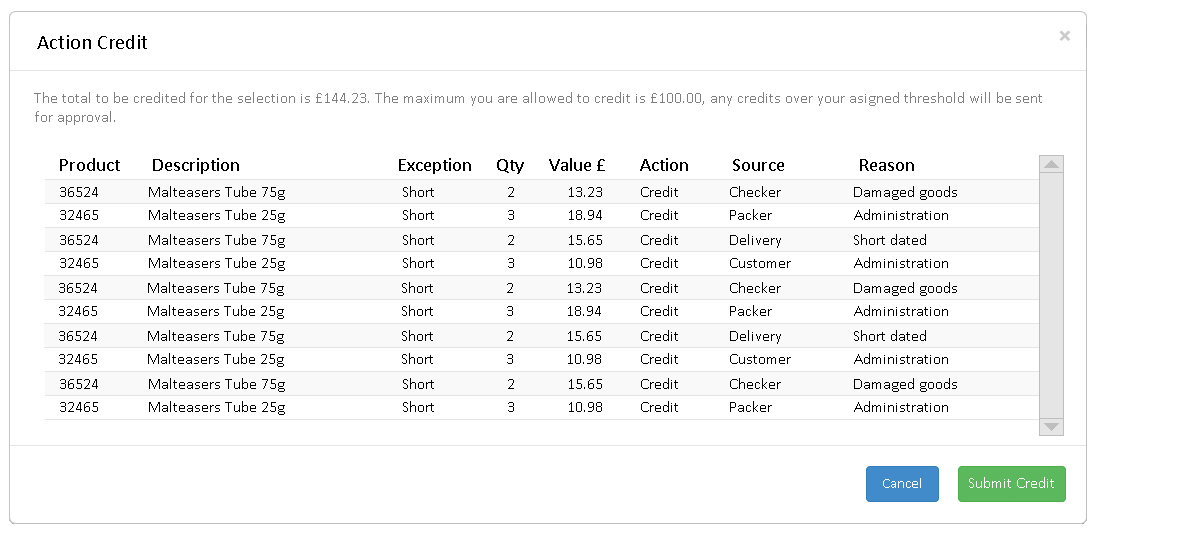 Action Credit ×
The total to be credited for the selection is £144.23. The maximum you are allowed to credit is £100.00, any credits over your asigned threshold will be sent
for approval.
Product Description Exception Qty Value £ Action Source Reason
36524 Malteasers Tube 75g Short 2 13.23 Credit Checker Damaged goods
32465 Malteasers Tube 25g Short 3 18.94 Credit Packer Administration
36524 Malteasers Tube 75g Short 2 15.65 Credit Delivery Short dated
32465 Malteasers Tube 25g Short 3 10.98 Credit Customer Administration
36524 Malteasers Tube 75g Short 2 13.23 Credit Checker Damaged goods
32465 Malteasers Tube 25g Short 3 18.94 Credit Packer Administration
36524 Malteasers Tube 75g Short 2 15.65 Credit Delivery Short dated
32465 Malteasers Tube 25g Short 3 10.98 Credit Customer Administration
36524 Malteasers Tube 75g Short 2 15.65 Credit Checker Damaged goods
32465 Malteasers Tube 25g Short 3 10.98 Credit Packer Administration
Cancel Submit Credit